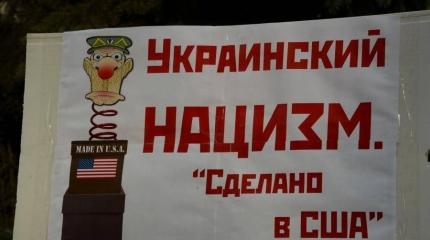 Украинский
нацизм.
"Сделано
в США"
MADE IN U.S.A.